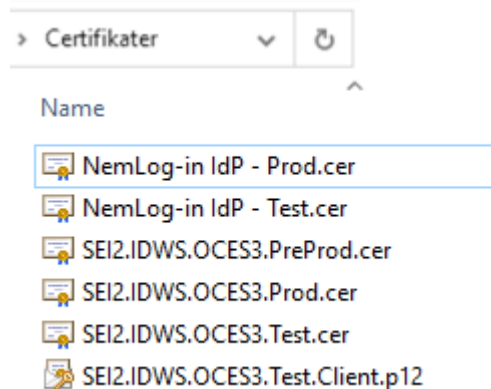 Certifikater
Name
NemLog-in IdP - Prod.cer
NemLog-in IdP - Test.cer
SEI2.IDWS.OCES3.PreProd.cer
SEI2.IDWS.OCES3.Prod.cer
SEI2.IDWS.OCES3.Test.cer
SEI2.IDWS.OCES3.Test.Client.p12